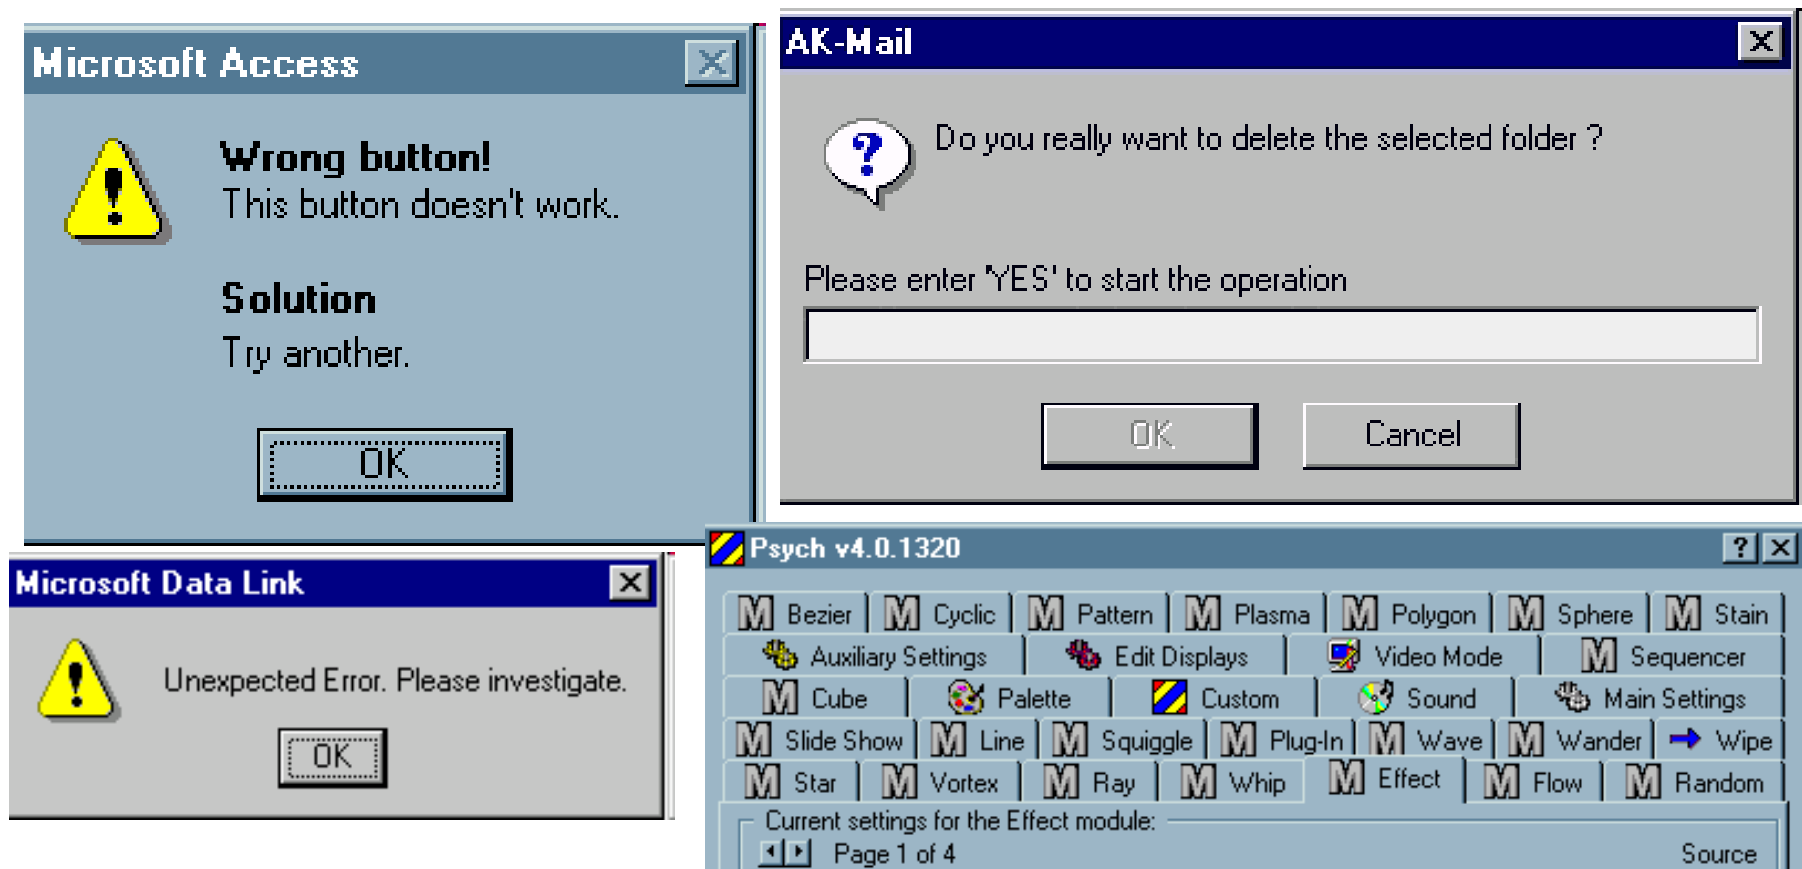 Microsoft Access
Wrong button!
This button doesn't work.
Solution
Try another.
OK
AK-Mail
Do you really want to delete the selected folder ?
Please enter 'YES' to start the operation
OK Cancel
Microsoft Data Link
Unexpected Error. Please investigate.
OK
Psych v4.0.1320
Bezier Cyclic Pattern Plasma Polygon Sphere Stain
Auxiliary Settings Edit Displays Video Mode Sequencer
Cube Palette Custom Sound Main Settings
Slide Show Line Squiggle Plug-In Wave Wander Wipe
Star Vortex Ray Whip Effect Flow Random
Current settings for the Effect module:
Page 1 of 4 Source